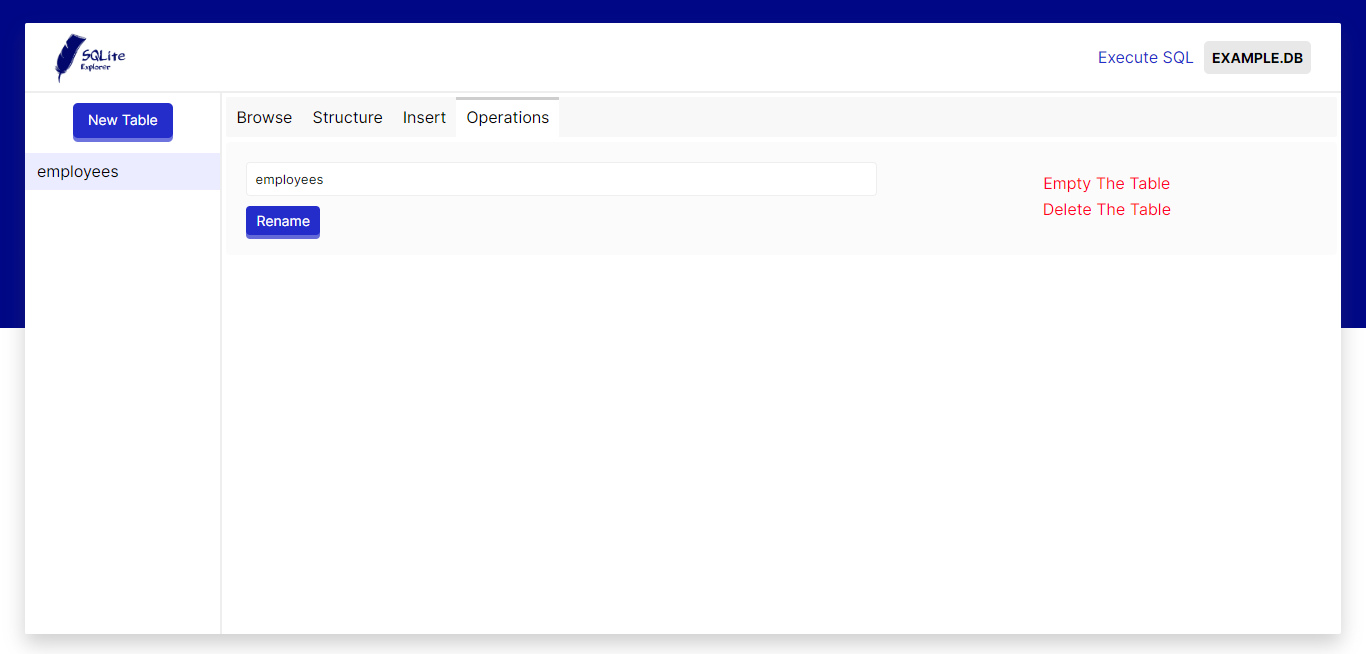 SQLite
Explorer
Execute SQL
EXAMPLE.DB
New Table
employees
Browse
Structure
Insert
Operations
employees
Rename
Empty The Table
Delete The Table